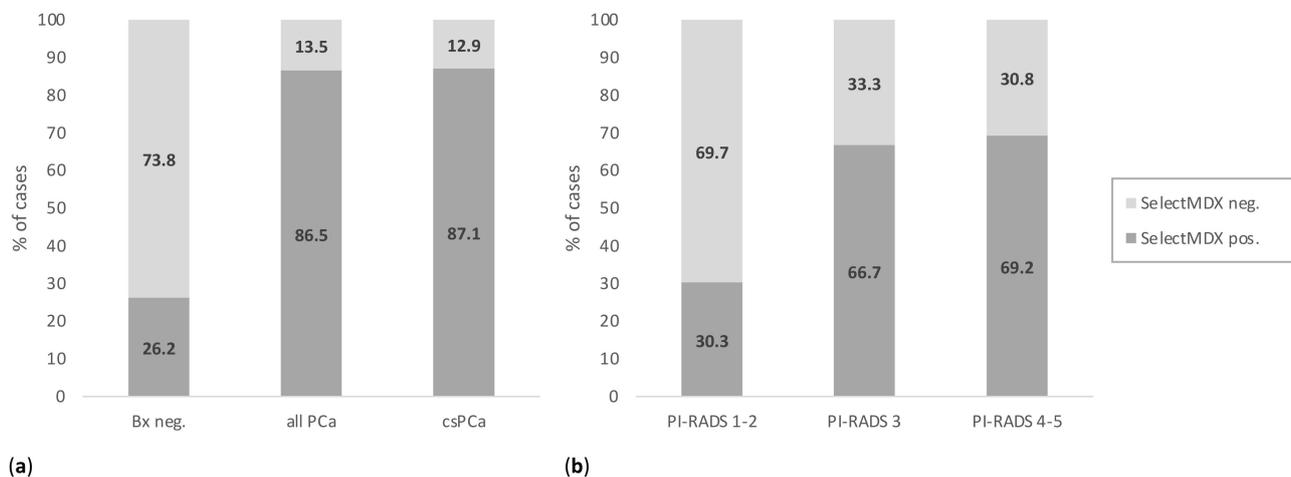 100
90
80
70
60
50
40
30
20
10
0
% of cases
73.8
26.2
13.5
86.5
12.9
87.1
Bx neg.
all PCa
csPCa
(a)
100
90
80
70
60
50
40
30
20
10
0
% of cases
69.7
30.3
33.3
66.7
30.8
69.2
PI-RADS 1-2
PI-RADS 3
PI-RADS 4-5
(b)
SelectMDX neg.
SelectMDX pos.